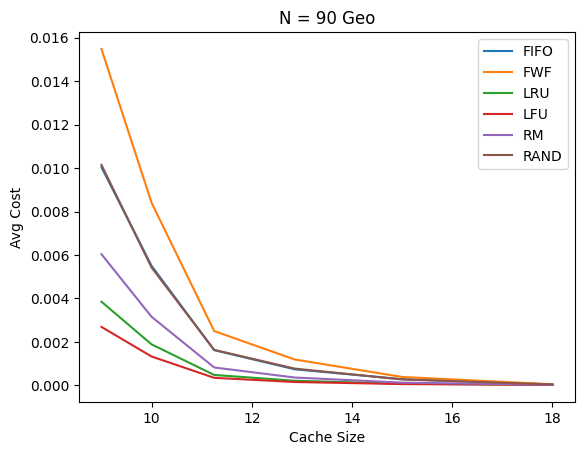 N = 90 Geo
0.016
0.014
0.012
0.010
0.008
0.006
0.004
0.002
0.000
Avg Cost
FIFO
FWF
LRU
LFU
RM
RAND
10
12
14
16
18
Cache Size